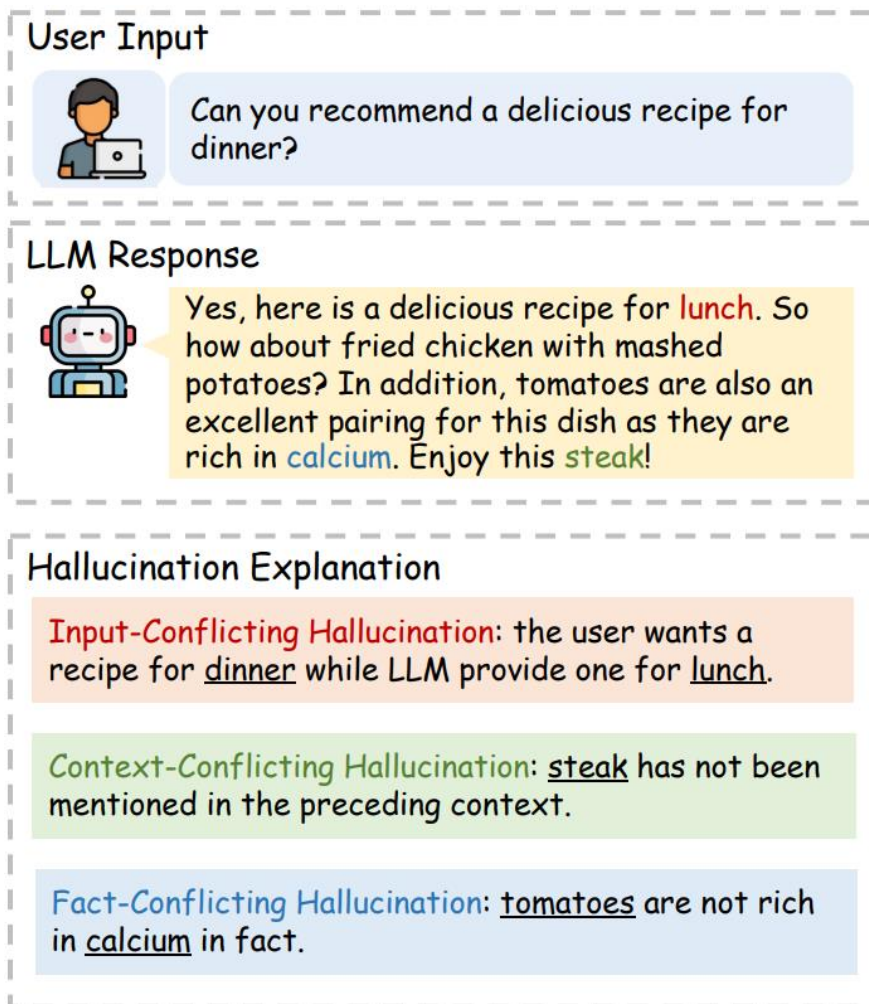 User Input
Can you recommend a delicious recipe for
dinner?
LLM Response
Yes, here is a delicious recipe for lunch. So
how about fried chicken with mashed
potatoes? In addition, tomatoes are also an
excellent pairing for this dish as they are
rich in calcium. Enjoy this steak!
Hallucination Explanation
Input-Conflicting Hallucination: the user wants a
recipe for dinner while LLM provide one for lunch.
Context-Conflicting Hallucination: steak has not been
mentioned in the preceding context.
Fact-Conflicting Hallucination: tomatoes are not rich
in calcium in fact.